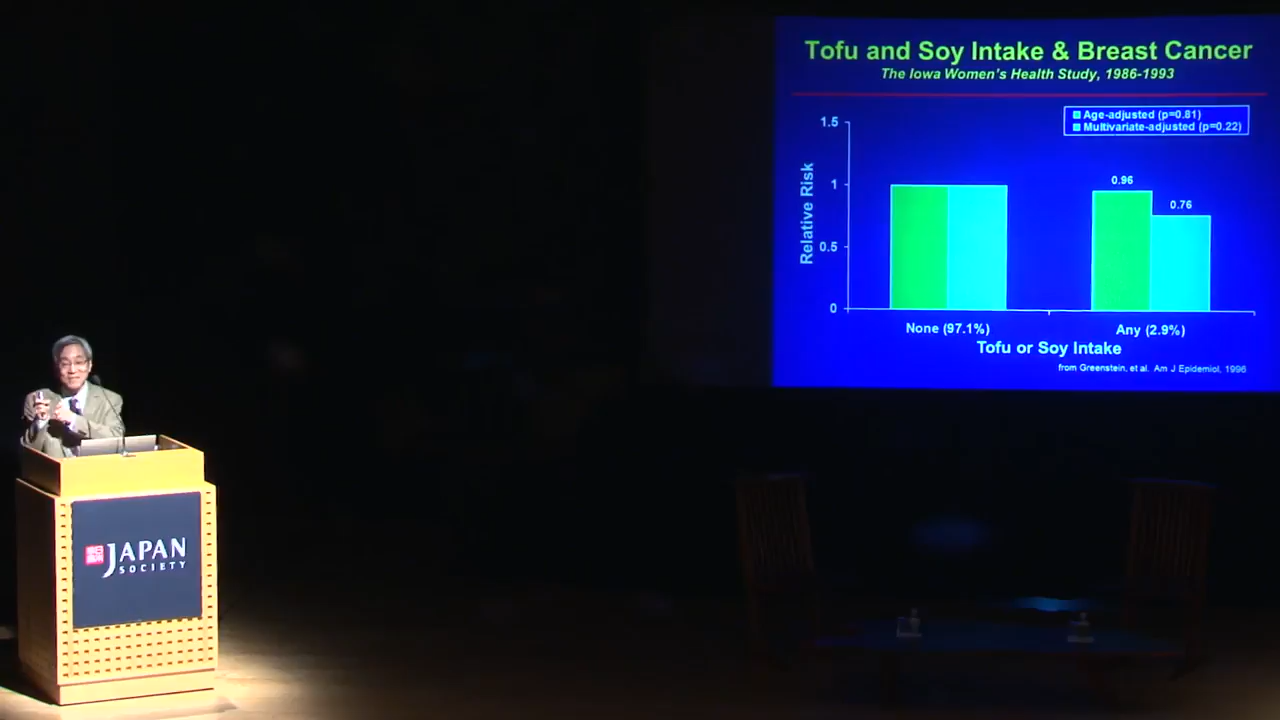 Tofu and Soy Intake & Breast Cancer
The Iowa Women's Health Study, 1986-1993
Age-adjusted (p=0.81)
Multivariate-adjusted (p=0.22)
Relative Risk
1.5
1
0.5
0
0.96
0.76
None (97.1%)
Any (2.9%)
Tofu or Soy Intake
from Greenstein, et al. Am J Epidemiol, 1996
JAPAN
SOCIETY